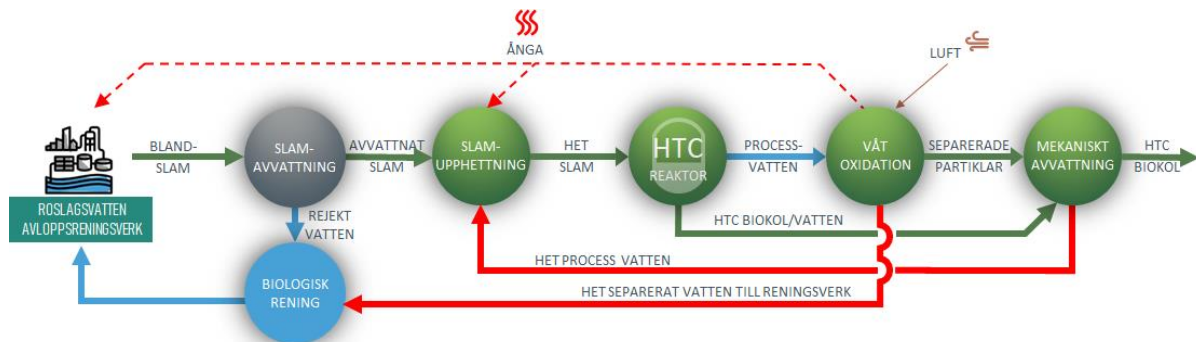 ÅNGA
LUFT
BLAND-
SLAM
SLAM-
AVVATTNING
AVVATTNAT
SLAM
SLAM-
UPPHETTNING
HET
SLAM
HTC
REAKTOR
PROCESS-
VATTEN
VÅT
OXIDATION
SEPARERADE
PARTIKLAR
MEKANISKT
AVVATTNING
HTC
BIOKOL
ROSLAGSVATTEN
AVLOPPSRENINGSVERK
REJEKT
VATTEN
HTC BIOKOL/VATTEN
HET PROCESS VATTEN
BIOLOGISK
RENING
HET SEPARERAT VATTEN TILL RENINGSVERK